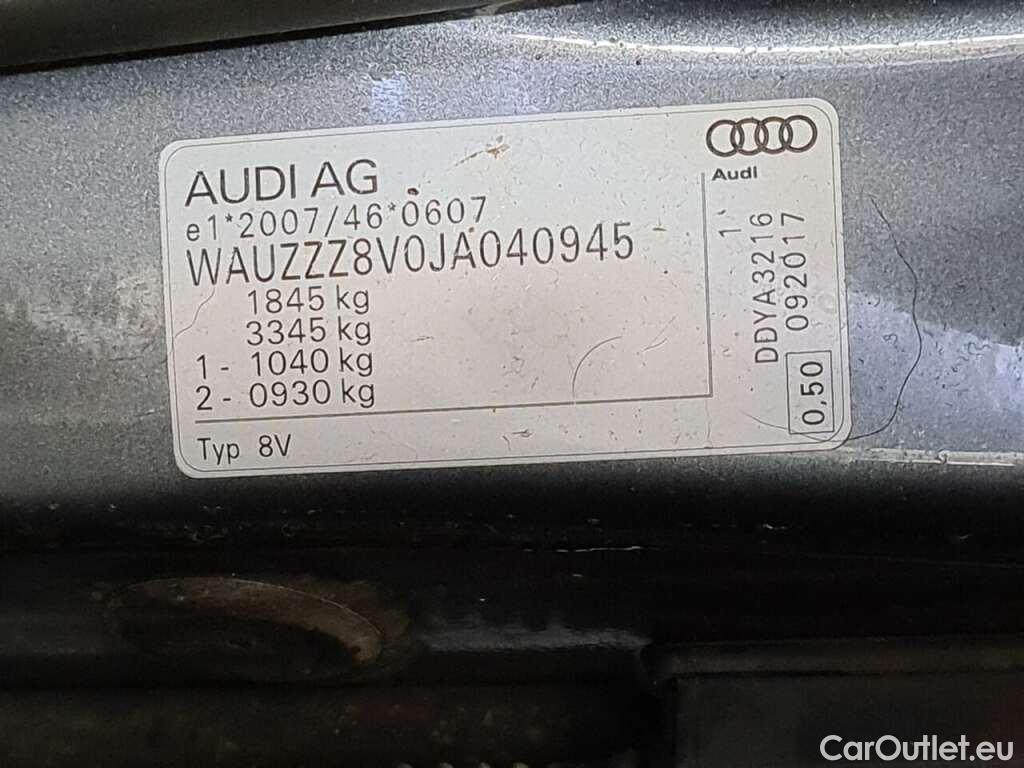 AUDI AG
e1*2007/46*0607
WAUZZZ8V0JA040945
1845 kg
3345 kg
1 - 1040 kg
2 - 0930 kg
Typ 8V
Audi
1
DDYA3216
092017
0,50
CarOutlet.eu